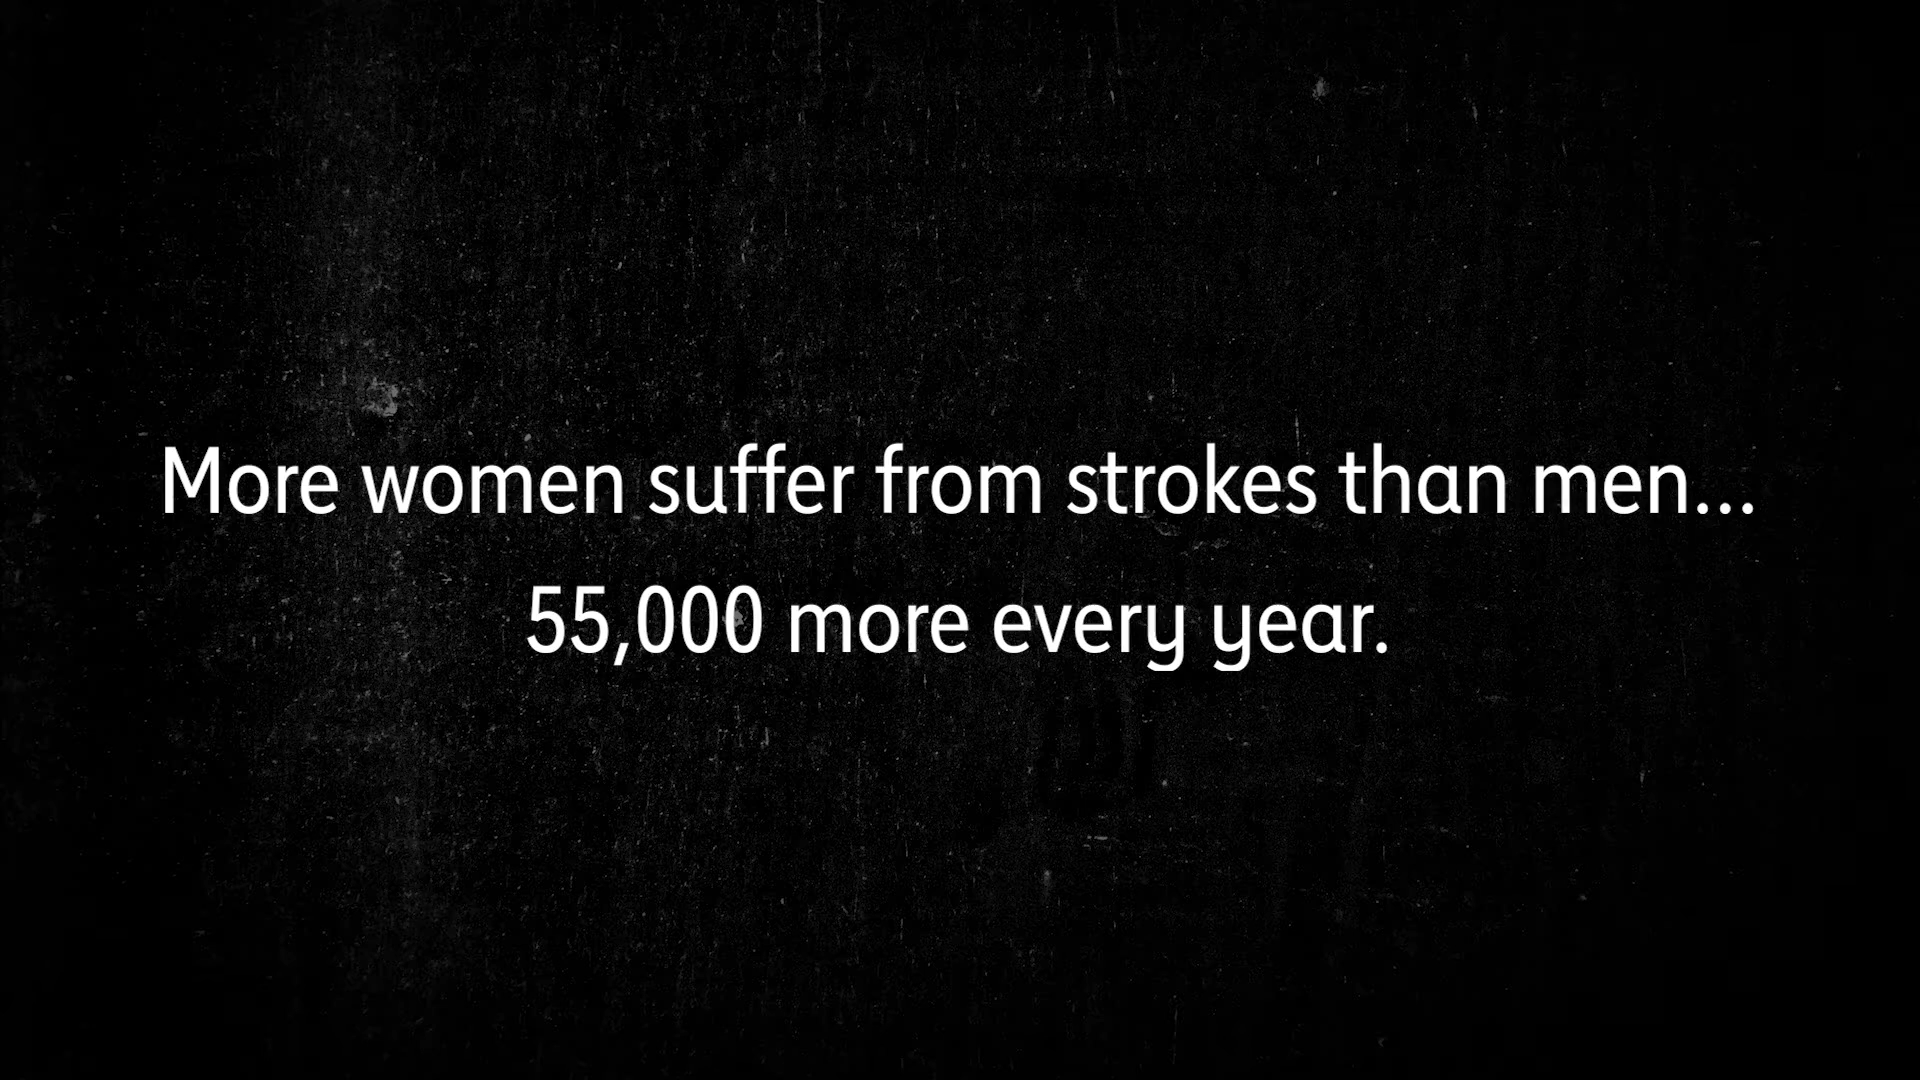 More women suffer from strokes than men...
55,000 more every year.